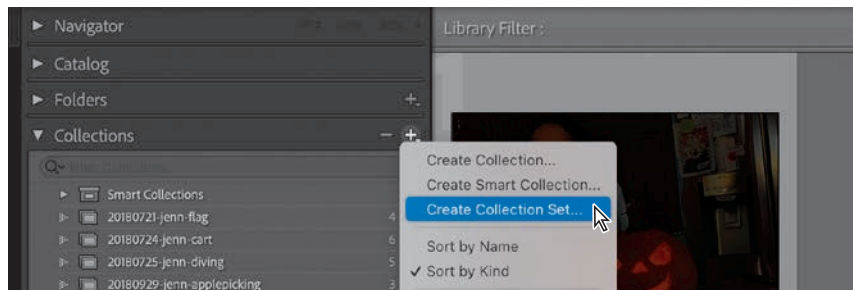 Navigator
Library Filter :
Catalog
Folders
Collections
Create Collection...
Create Smart Collection...
Create Collection Set...
Sort by Name
✓ Sort by Kind
Smart Collections
20180721-jenn-flag 4
20180724-jenn-cart 6
20180725-jenn-diving 5
20180929-jenn-applepicking 3